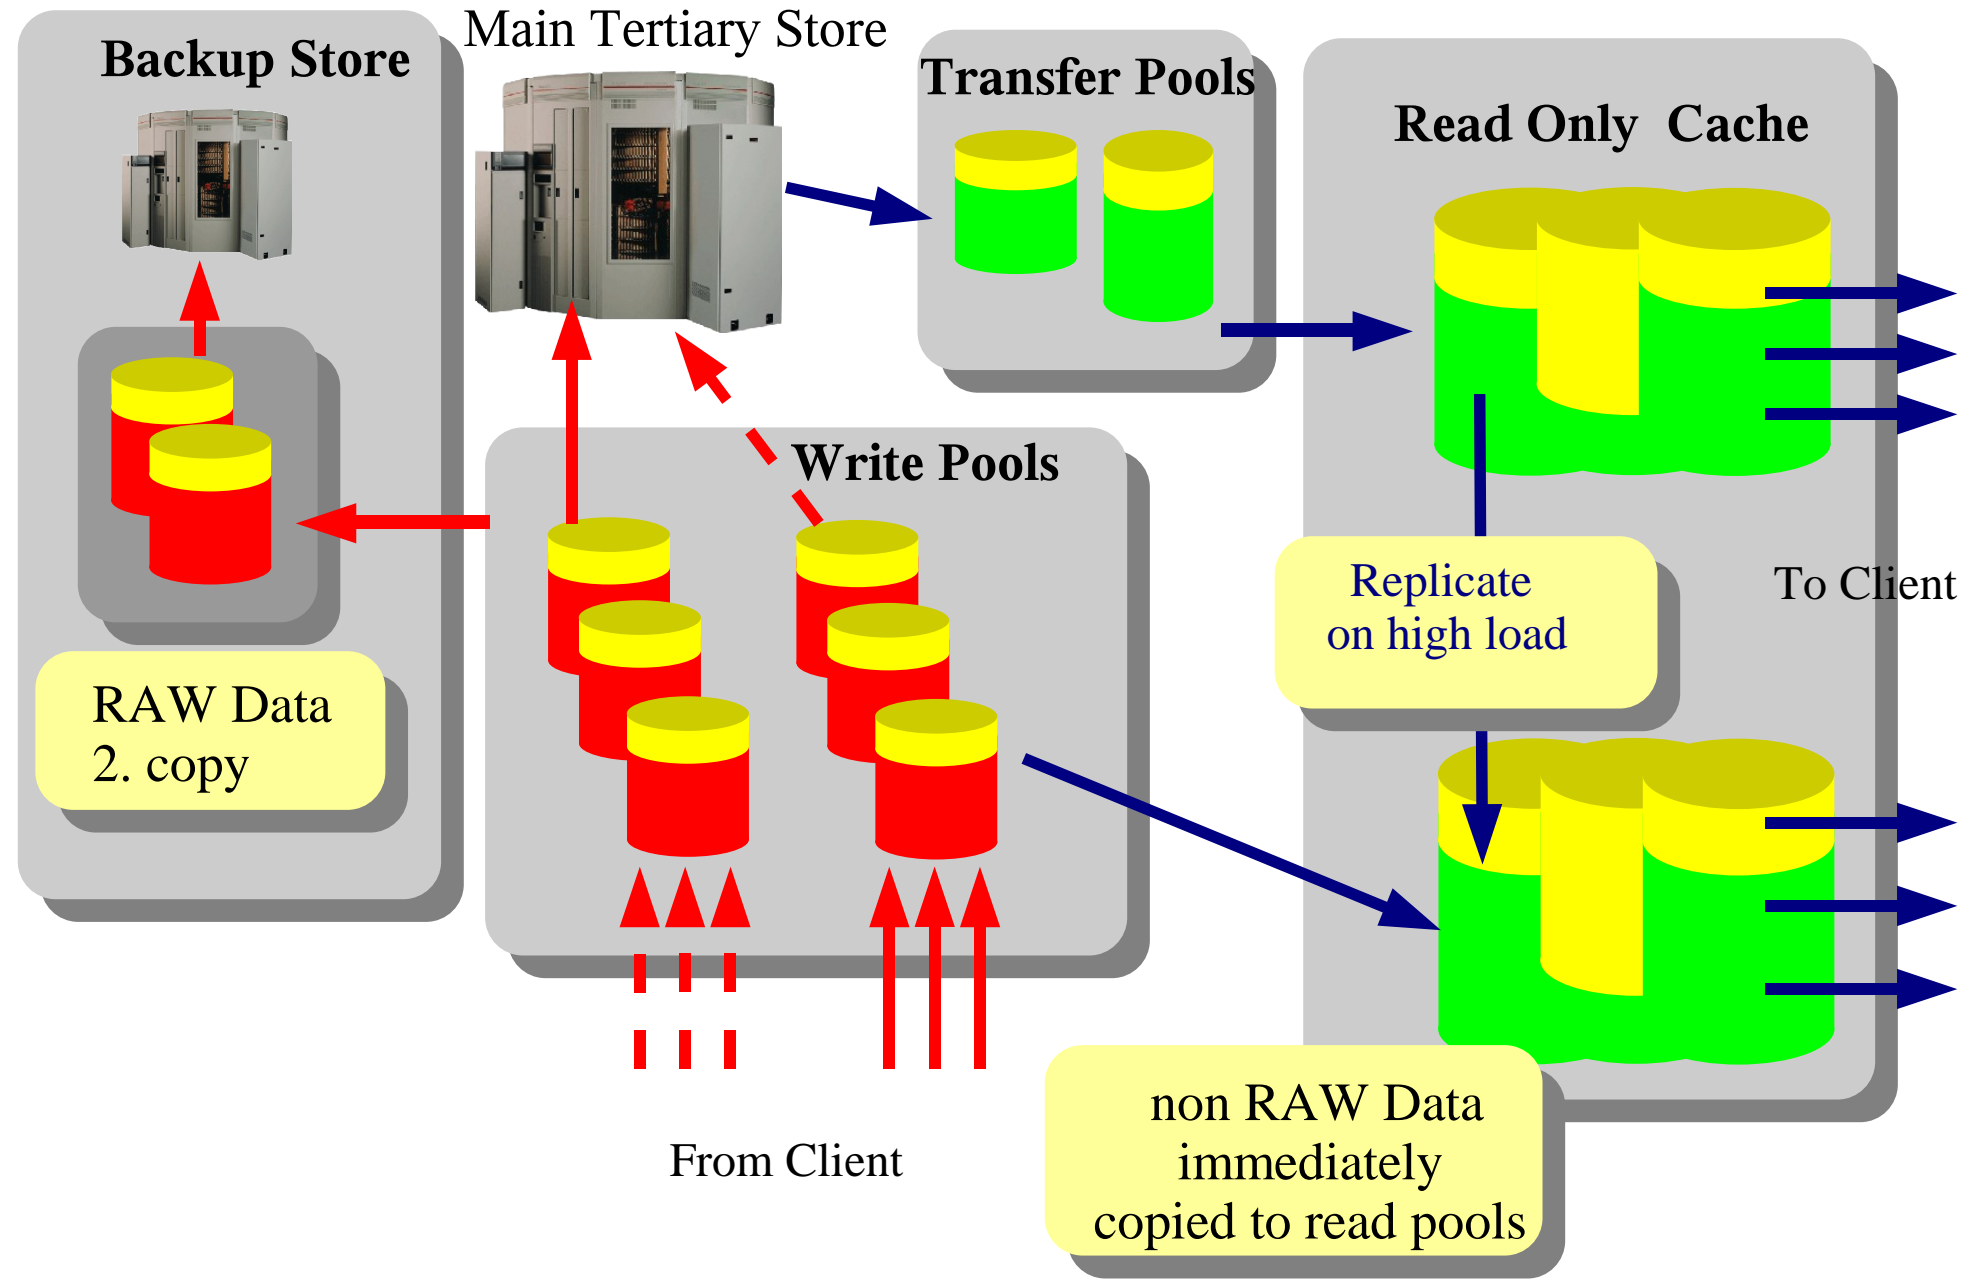 Backup Store
Main Tertiary Store
Transfer Pools
Read Only  Cache
Write Pools
Replicate
on high load
To Client
RAW Data
2. copy
From Client
non RAW Data
immediately
copied to read pools